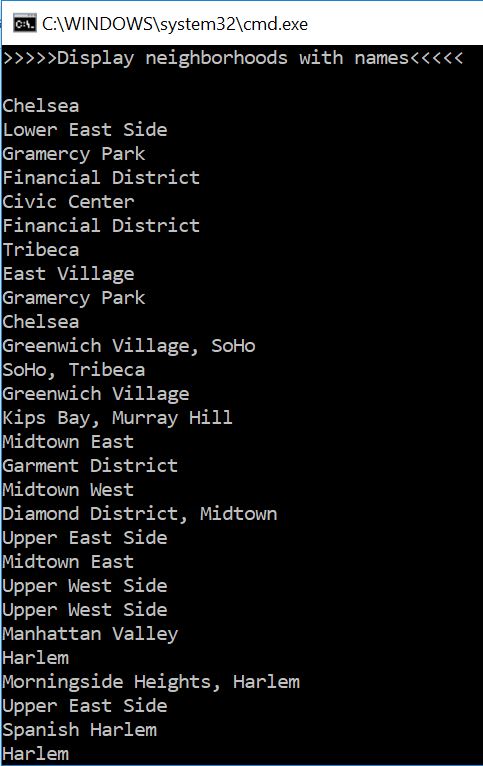 C:\WINDOWS\system32\cmd.exe
>>>>>Display neighborhoods with names<<<<<
Chelsea
Lower East Side
Gramercy Park
Financial District
Civic Center
Financial District
Tribeca
East Village
Gramercy Park
Chelsea
Greenwich Village, SoHo
SoHo, Tribeca
Greenwich Village
Kips Bay, Murray Hill
Midtown East
Garment District
Midtown West
Diamond District, Midtown
Upper East Side
Midtown East
Upper West Side
Upper West Side
Manhattan Valley
Harlem
Morningside Heights, Harlem
Upper East Side
Spanish Harlem
Harlem